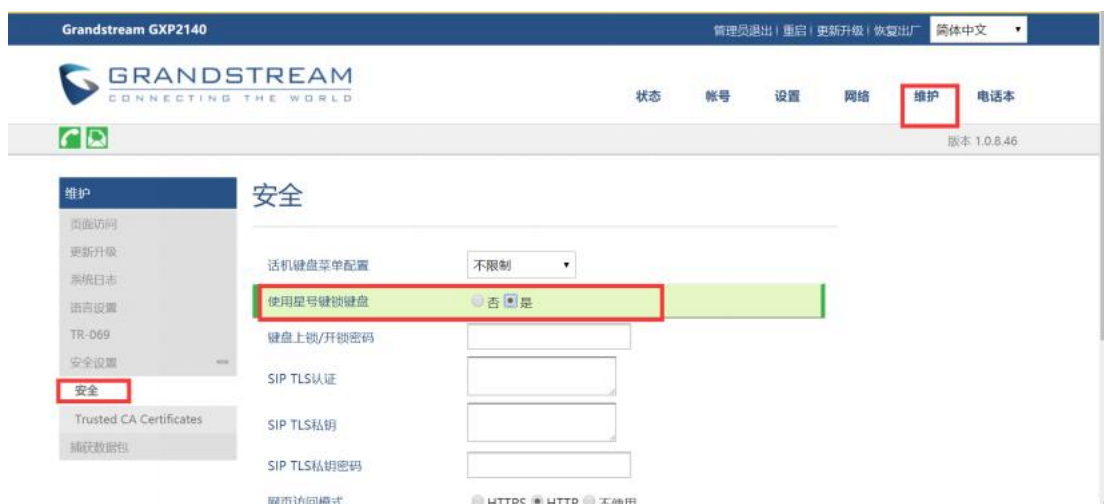 Grandstream GXP2140
管理员退出 | 重启 | 更新升级 | 恢复出厂 简体中文
GRANDSTREAM
CONNECTING THE WORLD
状态 帐号 设置 网络 维护 电话本
版本 1.0.8.46
维护
页面访问
更新升级
系统日志
语言设置
TR-069
安全设置
安全
Trusted CA Certificates
捕获数据包
安全
话机键盘菜单配置 不限制
使用星号键锁键盘 否 是
键盘上锁/开锁密码
SIP TLS认证
SIP TLS私钥
SIP TLS私钥密码
网页访问模式 HTTPS HTTP 不使用